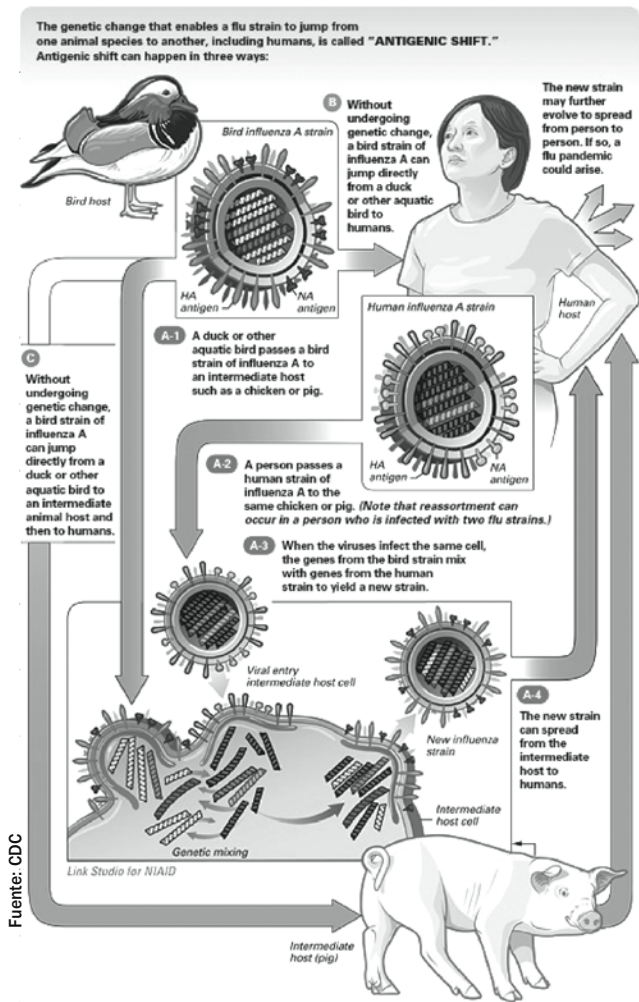 The genetic change that enables a flu strain to jump from
one animal species to another, including humans, is called "ANTIGENIC SHIFT."
Antigenic shift can happen in three ways:
Bird host
Bird influenza A strain
HA
antigen
NA
antigen
B
Without
undergoing
genetic change,
a bird strain of
influenza A can
jump directly
from a duck
or other aquatic
bird to
humans.
The new strain
may further
evolve to spread
from person to
person. If so, a
flu pandemic
could arise.
Human
host
A-1
A duck or other
aquatic bird passes a bird
strain of influenza A to
an intermediate host
such as a chicken or pig.
Human influenza A strain
HA
antigen
NA
antigen
C
Without
undergoing
genetic change,
a bird strain of
influenza A
can jump
directly from a
duck or other
aquatic bird to
an intermediate
animal host and
then to humans.
A-2
A person passes a
human strain of
influenza A to the
same chicken or pig. (Note that reassortment can
occur in a person who is infected with two flu strains.)
A-3
When the viruses infect the same cell,
the genes from the bird strain mix
with genes from the human
strain to yield a new strain.
Viral entry
intermediate host cell
New influenza
strain
A-4
The new strain
can spread
from the
intermediate
host to
humans.
Intermediate
host cell
Genetic mixing
Link Studio for NIAID
Intermediate
host (pig)
Fuente: CDC